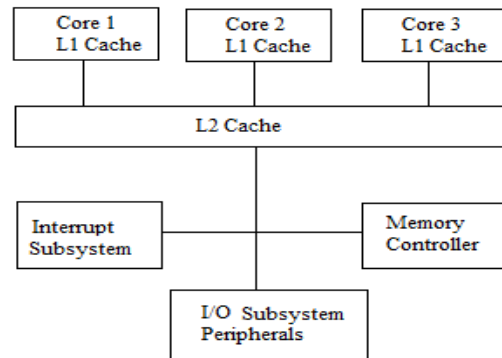 Core 1
L1 Cache
Core 2
L1 Cache
Core 3
L1 Cache
L2 Cache
Interrupt
Subsystem
Memory
Controller
I/O Subsystem
Peripherals